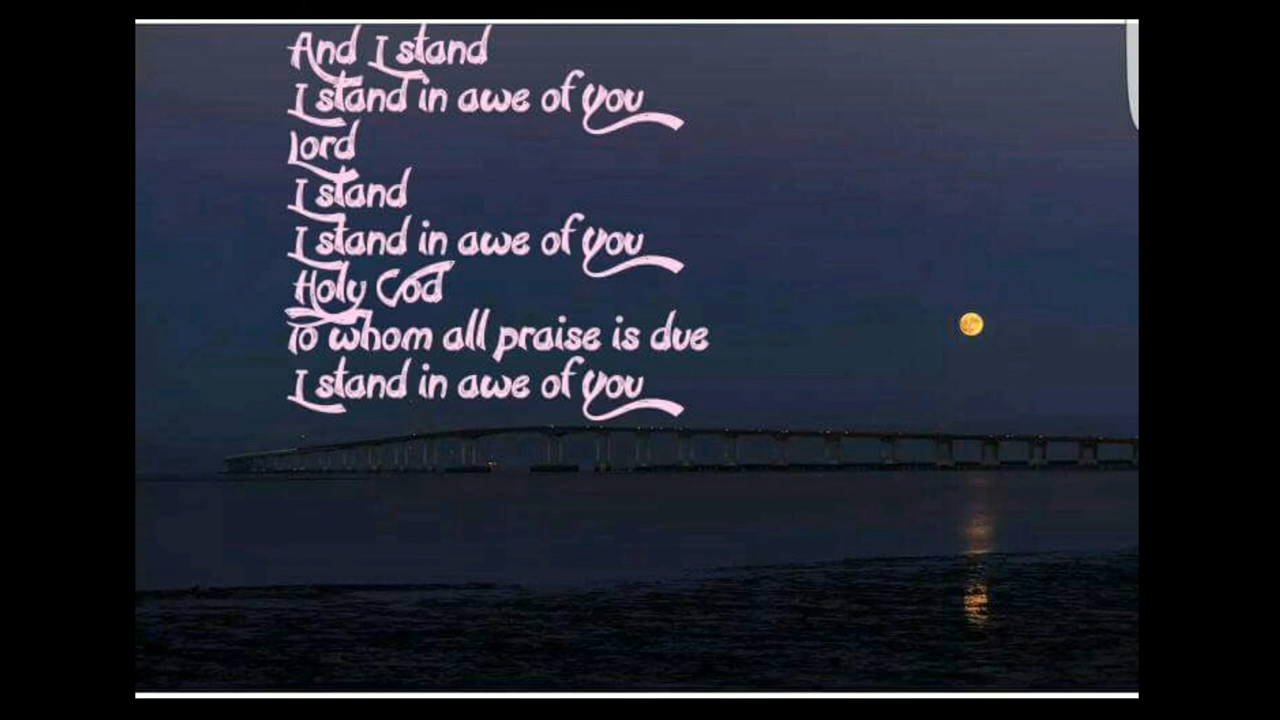 And I stand
I stand in awe of you
Lord
I stand
I stand in awe of you
Holy God
To whom all praise is due
I stand in awe of you